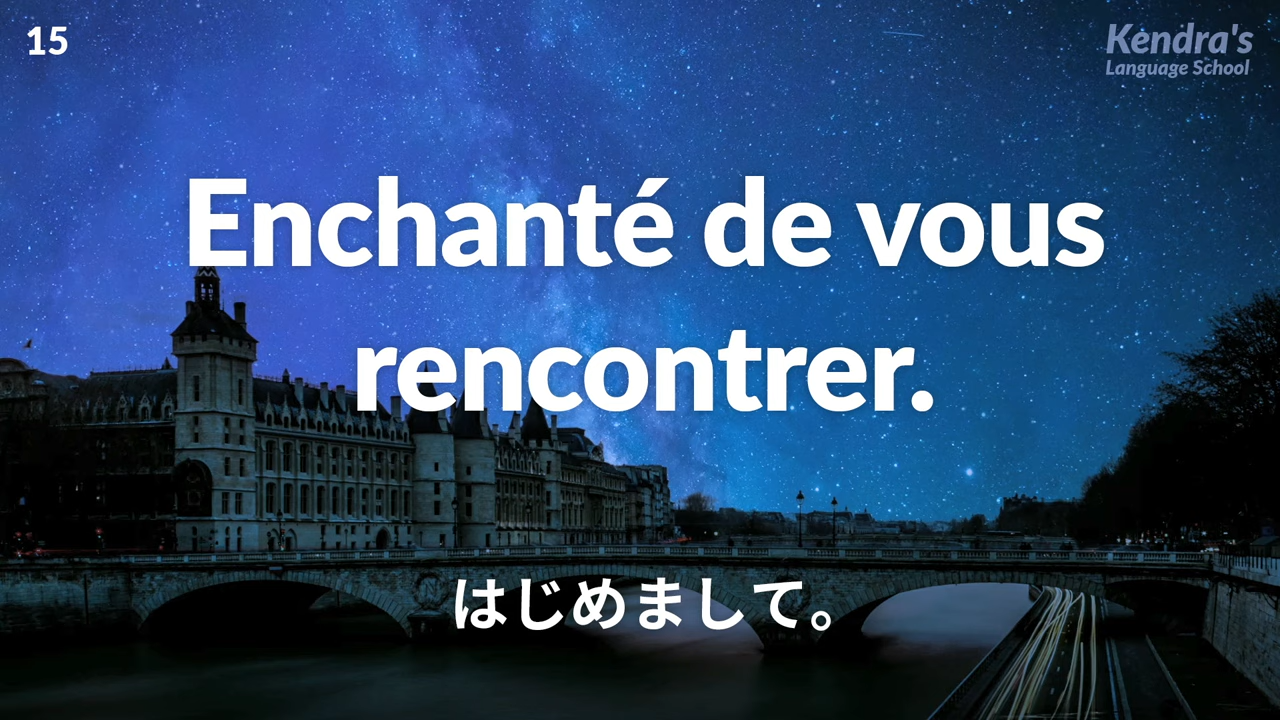 15
Kendra's
Language School
Enchanté de vous
rencontrer.
はじめまして。